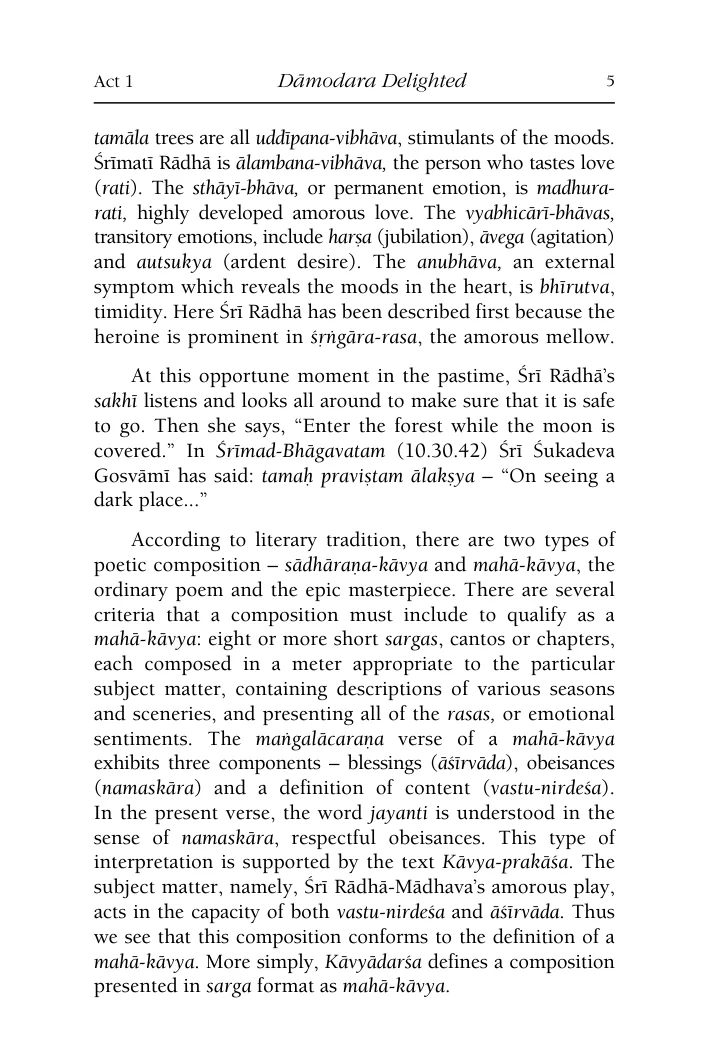 Act 1 Dāmodara Delighted 5
tamāla trees are all uddīpana-vibhāva, stimulants of the moods.
Śrīmatī Rādhā is ālambana-vibhāva, the person who tastes love
(rati). The sthāyī-bhāva, or permanent emotion, is madhura-
rati, highly developed amorous love. The vyabhicārī-bhāvas,
transitory emotions, include harṣa (jubilation), āvega (agitation)
and autsukya (ardent desire). The anubhāva, an external
symptom which reveals the moods in the heart, is bhīrutva,
timidity. Here Śrī Rādhā has been described first because the
heroine is prominent in śṛṅgāra-rasa, the amorous mellow.
At this opportune moment in the pastime, Śrī Rādhā’s
sakhī listens and looks all around to make sure that it is safe
to go. Then she says, “Enter the forest while the moon is
covered.” In Śrīmad-Bhāgavatam (10.30.42) Śrī Śukadeva
Gosvāmī has said: tamaḥ praviṣtam ālakṣya – “On seeing a
dark place...”
According to literary tradition, there are two types of
poetic composition – sādhāraṇa-kāvya and mahā-kāvya, the
ordinary poem and the epic masterpiece. There are several
criteria that a composition must include to qualify as a
mahā-kāvya: eight or more short sargas, cantos or chapters,
each composed in a meter appropriate to the particular
subject matter, containing descriptions of various seasons
and sceneries, and presenting all of the rasas, or emotional
sentiments. The maṅgalācaraṇa verse of a mahā-kāvya
exhibits three components – blessings (āśīrvāda), obeisances
(namaskāra) and a definition of content (vastu-nirdeśa).
In the present verse, the word jayanti is understood in the
sense of namaskāra, respectful obeisances. This type of
interpretation is supported by the text Kāvya-prakāśa. The
subject matter, namely, Śrī Rādhā-Mādhava’s amorous play,
acts in the capacity of both vastu-nirdeśa and āśīrvāda. Thus
we see that this composition conforms to the definition of a
mahā-kāvya. More simply, Kāvyādarśa defines a composition
presented in sarga format as mahā-kāvya.